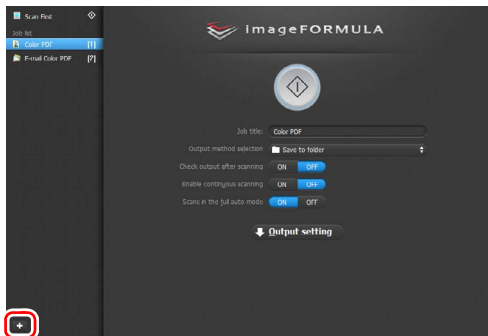 Scan First
Job list
Color PDF [1]
E-mail Color PDF [2]
imageFORMULA
Job title: Color PDF
Output method selection Save to folder
Check output after scanning ON OFF
Enable continuous scanning ON OFF
Scans in the full auto mode ON OFF
Output setting
+